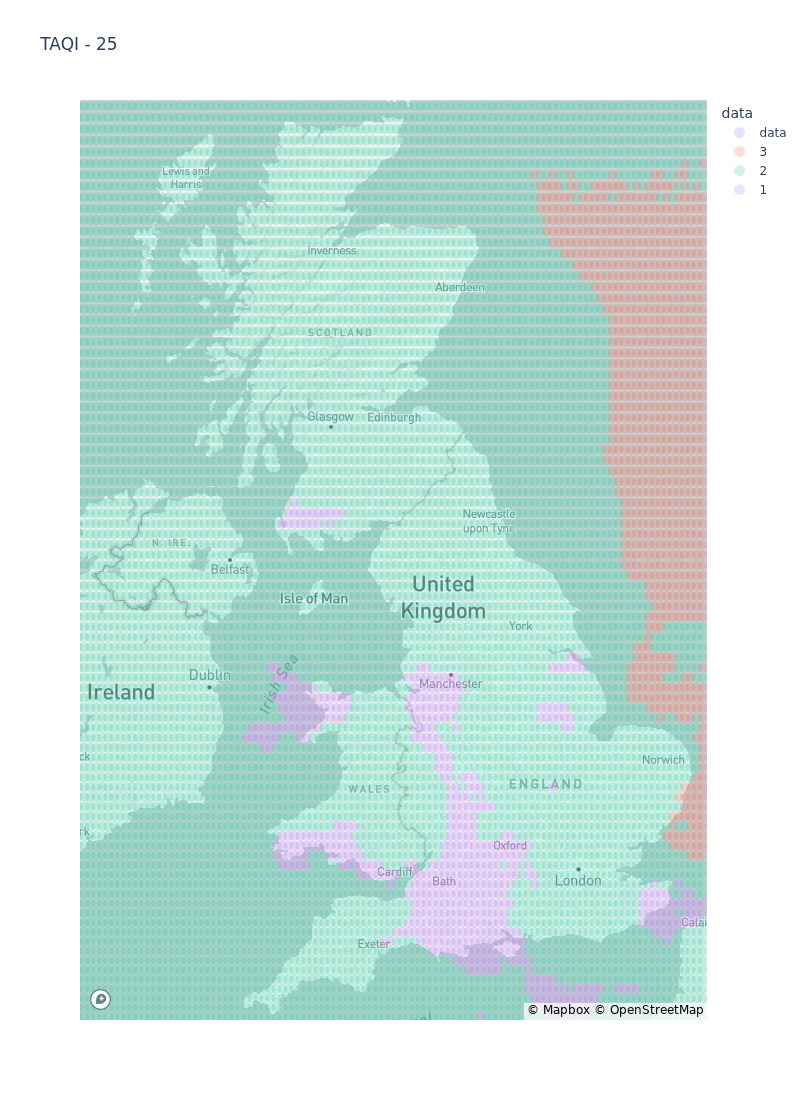 TAQI - 25
data
data
3
2
1
Lewis and
Harris
Inverness
Aberdeen
SCOTLAND
Glasgow
Edinburgh
Newcastle
upon Tyne
N. IRE.
Belfast
Isle of Man
United
Kingdom
York
Irish Sea
Dublin
Manchester
Ireland
ck
Norwich
WALES
ENGLAND
rk
Oxford
Cardiff
Bath
London
Calai
Exeter
© Mapbox © OpenStreetMap